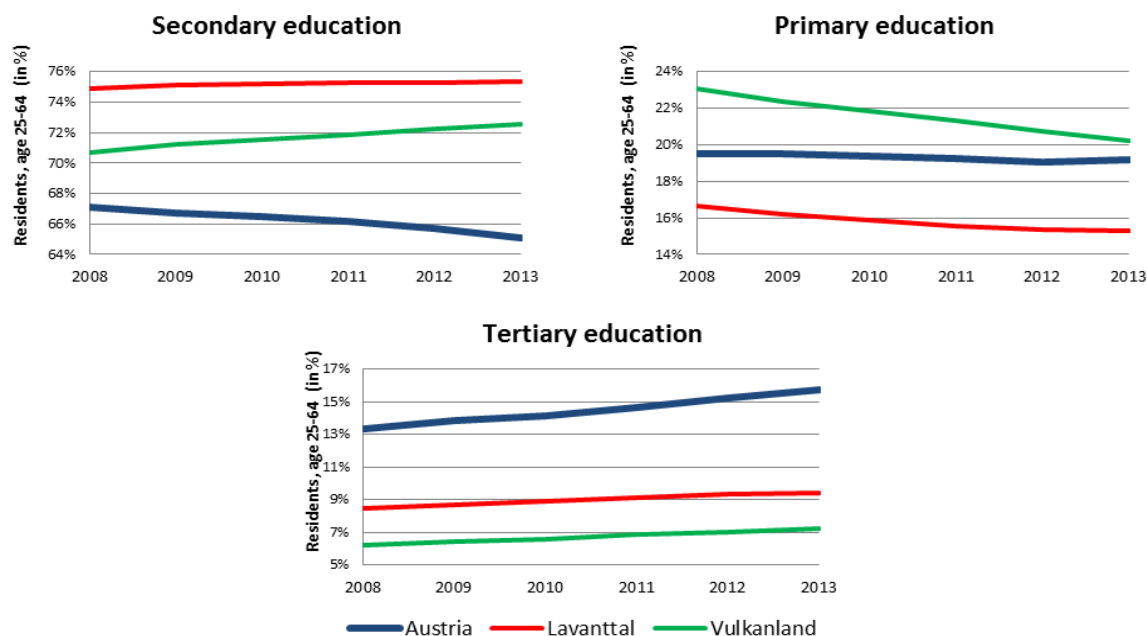 Secondary education
Residents, age 25-64 (in %)
76%
74%
72%
70%
68%
66%
64%
2008 2009 2010 2011 2012 2013
Primary education
Residents, age 25-64 (in %)
24%
22%
20%
18%
16%
14%
2008 2009 2010 2011 2012 2013
Tertiary education
Residents, age 25-64 (in %)
17%
15%
13%
11%
9%
7%
5%
2008 2009 2010 2011 2012 2013
Austria Lavanttal Vulkanland